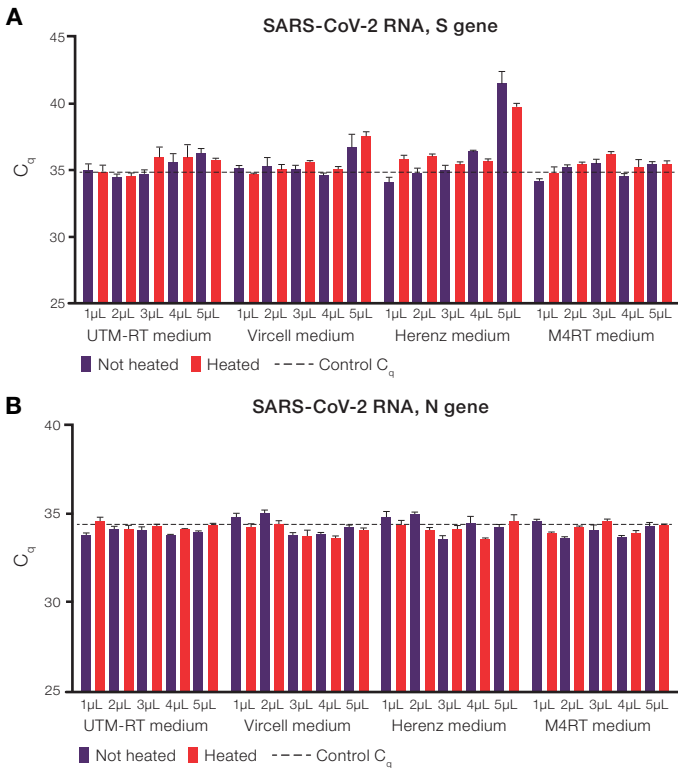 A
SARS-CoV-2 RNA, S gene
45
40
35
30
25
Cq
1µL 2µL 3µL 4µL 5µL 1µL 2µL 3µL 4µL 5µL 1µL 2µL 3µL 4µL 5µL 1µL 2µL 3µL 4µL 5µL
UTM-RT medium Vircell medium Herenz medium M4RT medium
Not heated Heated Control Cq
B
SARS-CoV-2 RNA, N gene
40
35
30
25
Cq
1µL 2µL 3µL 4µL 5µL 1µL 2µL 3µL 4µL 5µL 1µL 2µL 3µL 4µL 5µL 1µL 2µL 3µL 4µL 5µL
UTM-RT medium Vircell medium Herenz medium M4RT medium
Not heated Heated Control Cq